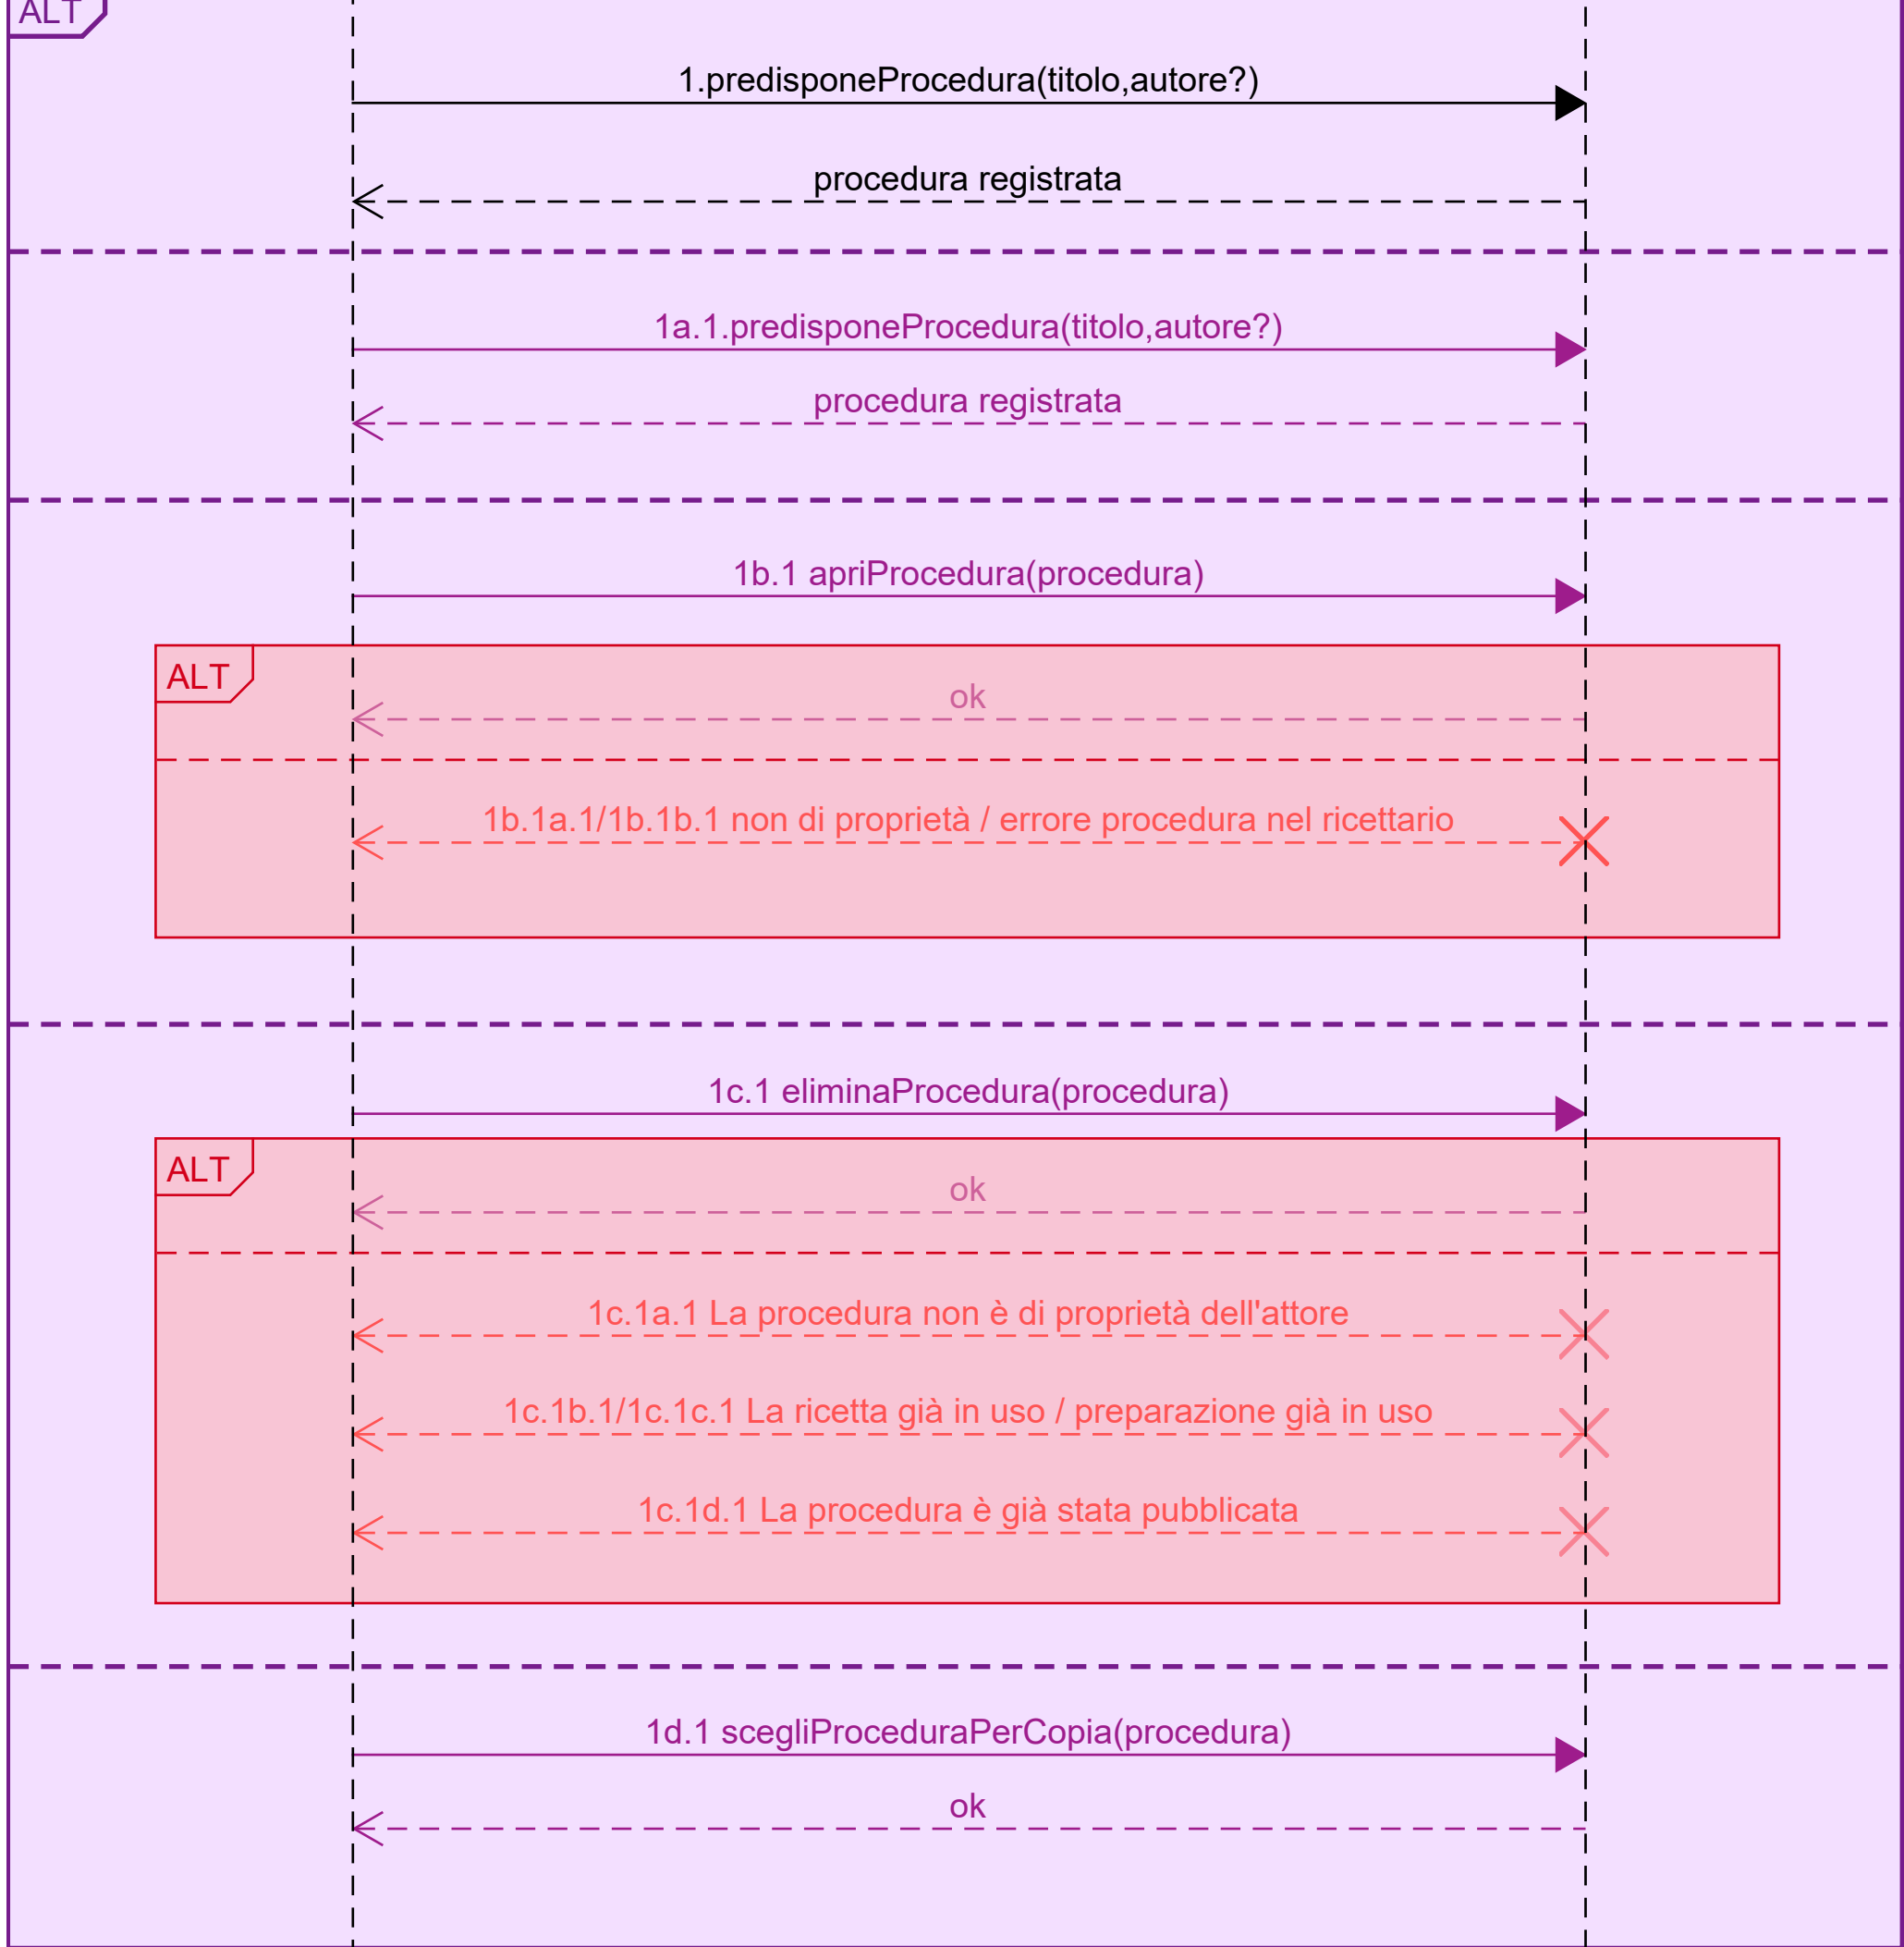 ALT
1.predisponeProcedura(titolo,autore?)
procedura registrata
1a.1.predisponeProcedura(titolo,autore?)
procedura registrata
1b.1 apriProcedura(procedura)
ALT
ok
1b.1a.1/1b.1b.1 non di proprietà / errore procedura nel ricettario
1c.1 eliminaProcedura(procedura)
ALT
ok
1c.1a.1 La procedura non è di proprietà dell'attore
1c.1b.1/1c.1c.1 La ricetta già in uso / preparazione già in uso
1c.1d.1 La procedura è già stata pubblicata
1d.1 scegliProceduraPerCopia(procedura)
ok